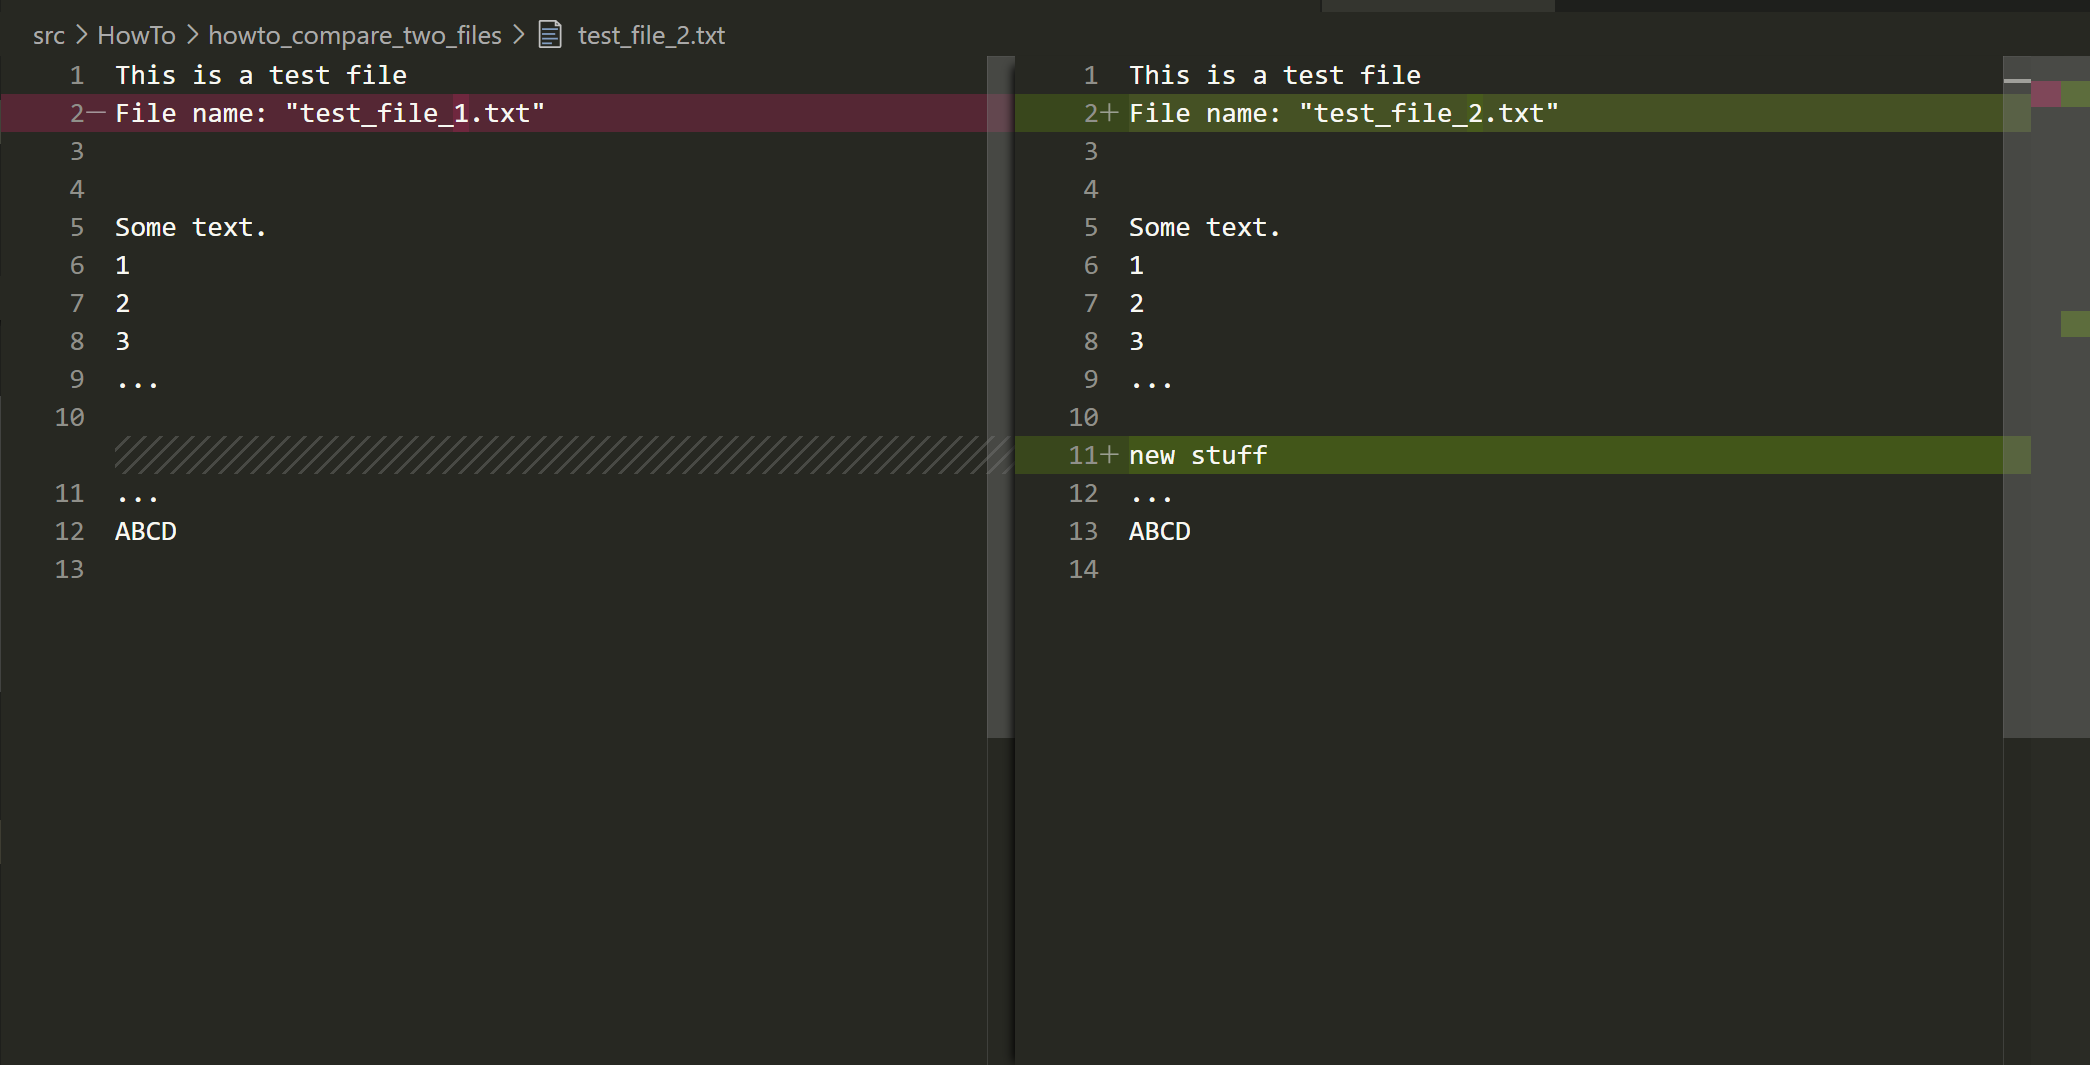 src > HowTo > howto_compare_two_files > test_file_2.txt
1 This is a test file
2— File name: "test_file_1.txt"
3
4
5 Some text.
6 1
7 2
8 3
9 ...
10
11 ...
12 ABCD
13
1 This is a test file
2+ File name: "test_file_2.txt"
3
4
5 Some text.
6 1
7 2
8 3
9 ...
10
11+ new stuff
12 ...
13 ABCD
14